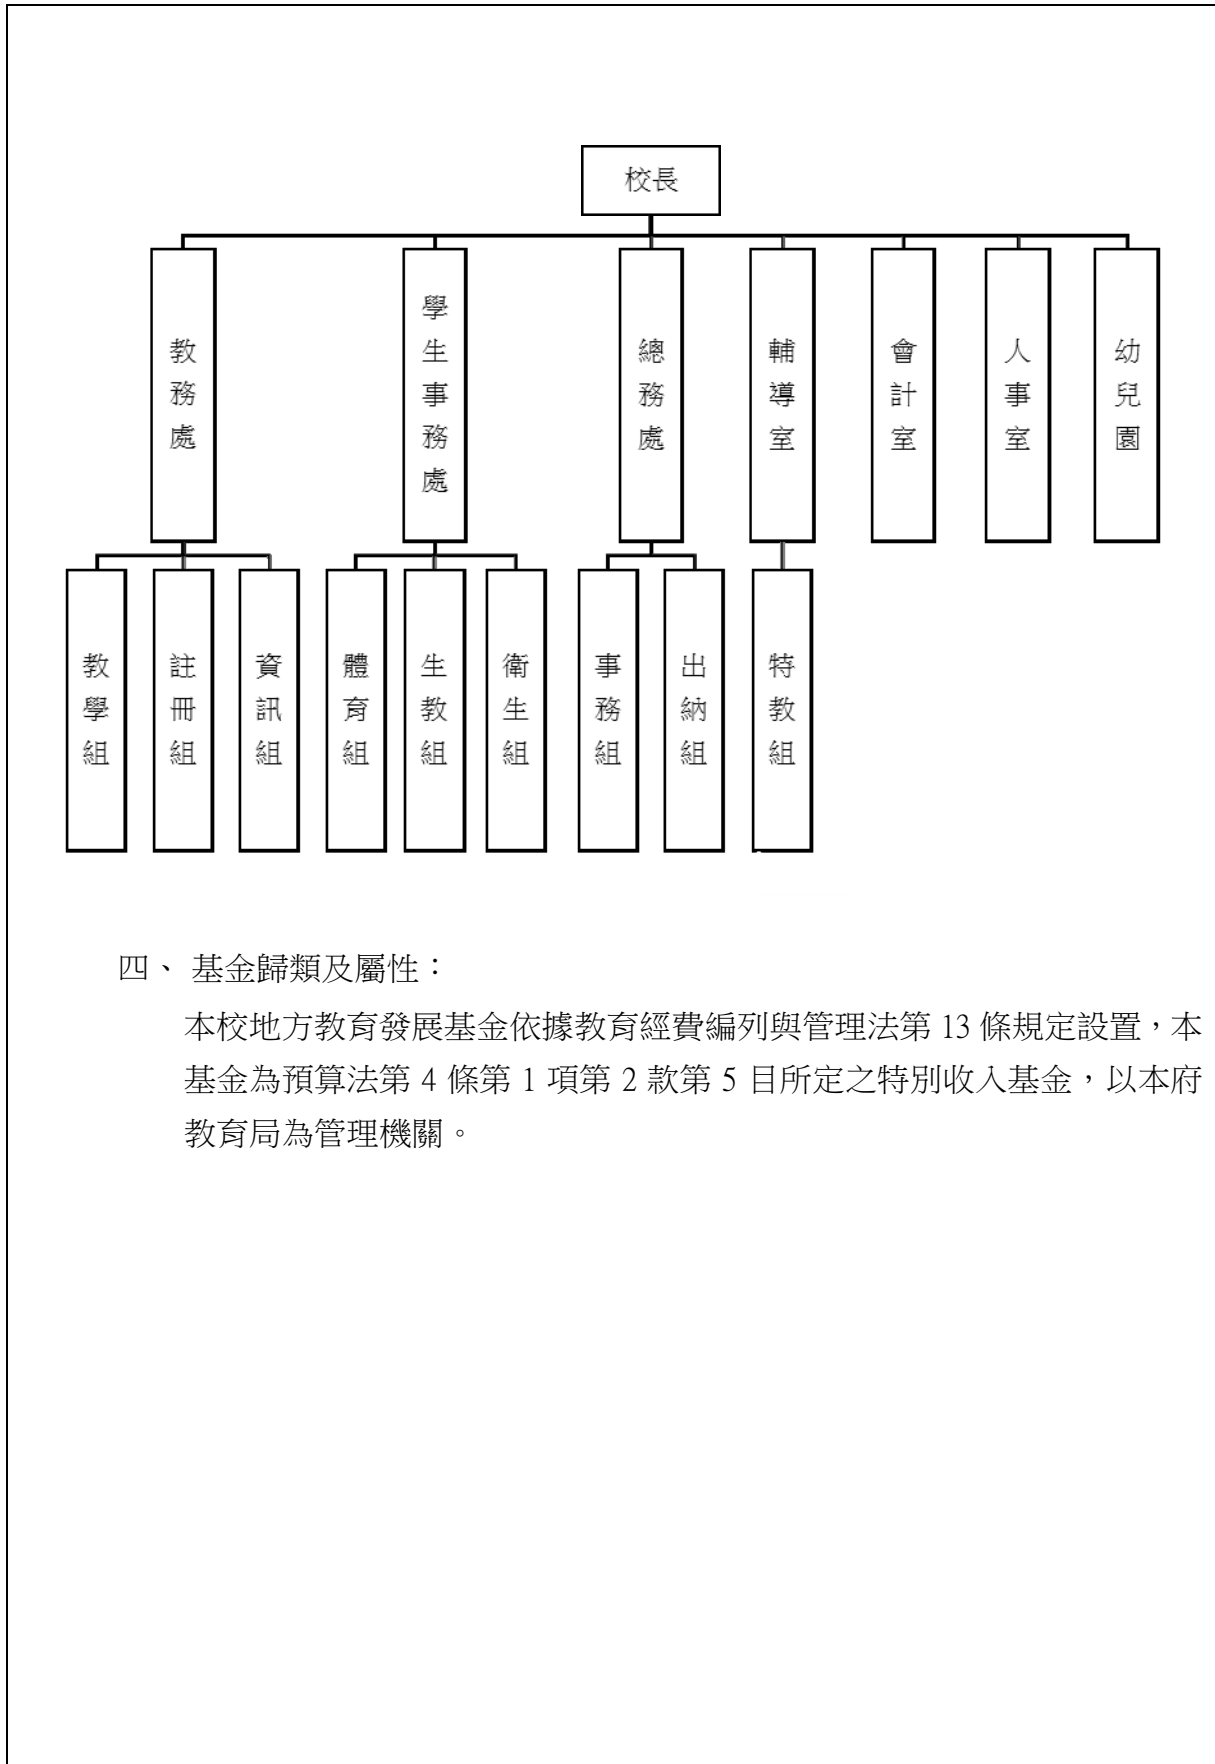 校長
教務處
學生事務處
總務處
輔導室
會計室
人事室
幼兒園
教學組
註冊組
資訊組
體育組
生教組
衛生組
事務組
出納組
特教組
四、 基金歸類及屬性：
本校地方教育發展基金依據教育經費編列與管理法第 13 條規定設置，本
基金為預算法第 4 條第 1 項第 2 款第 5 目所定之特別收入基金，以本府
教育局為管理機關。